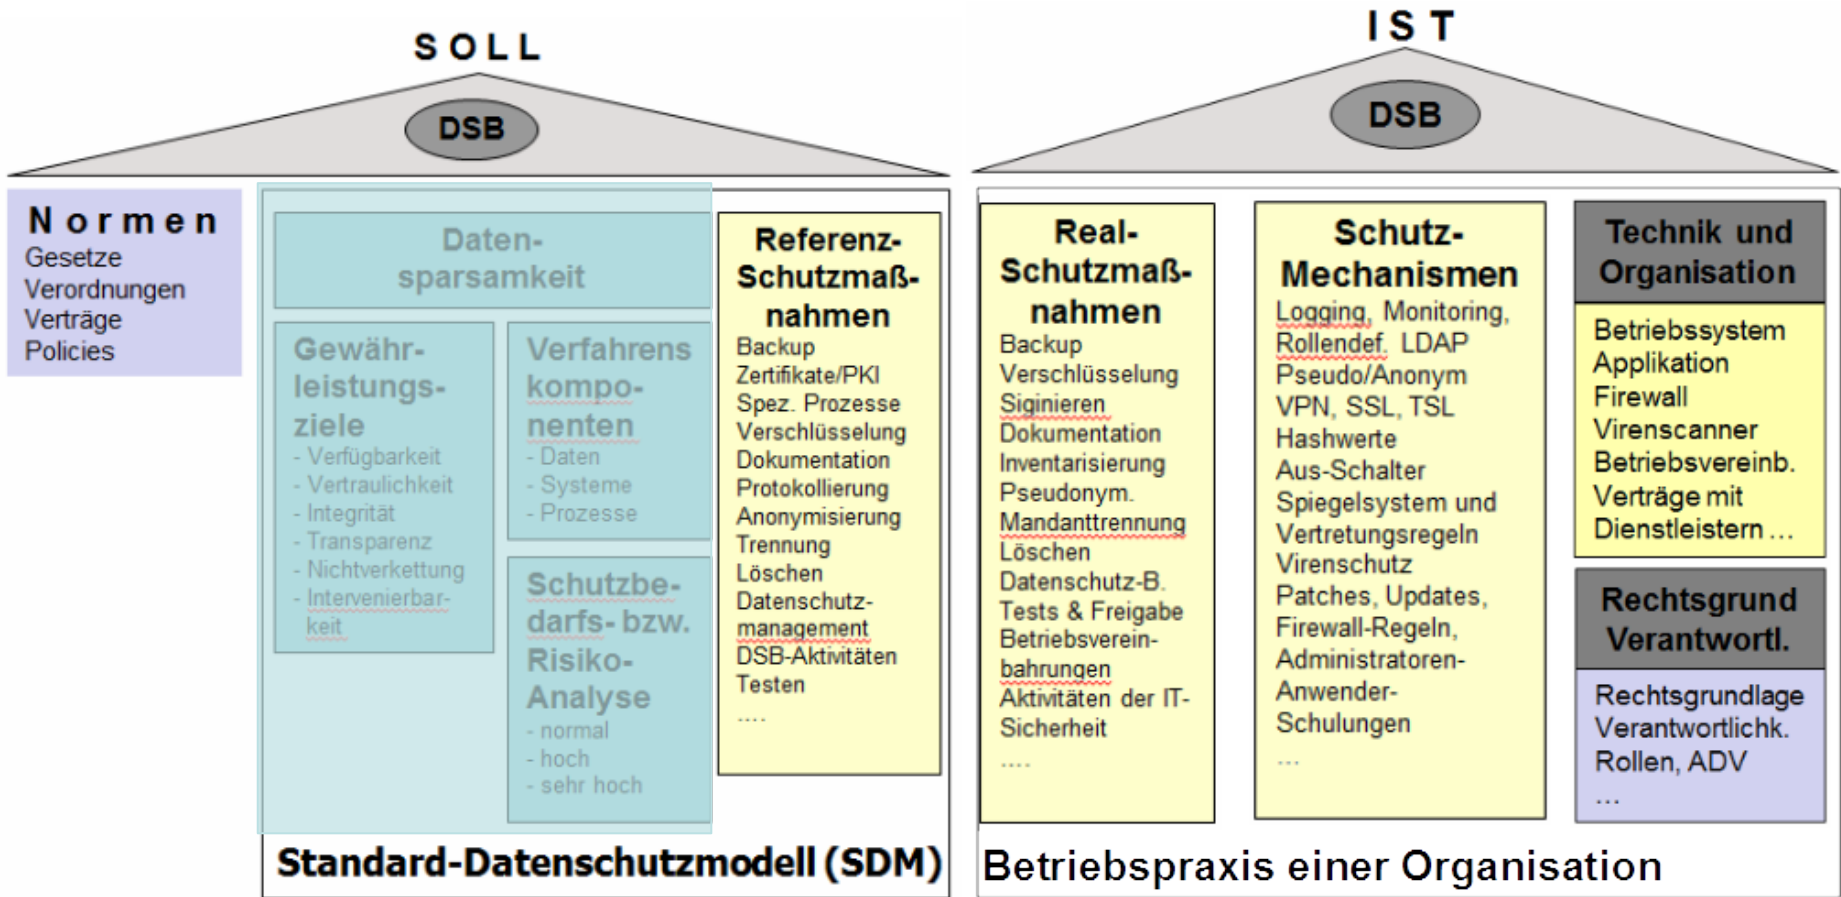 S O L L
DSB
N o r m e n
Gesetze
Verordnungen
Verträge
Policies
Daten-
sparsamkeit
Gewähr-
leistungs-
ziele
- Verfügbarkeit
- Vertraulichkeit
- Integrität
- Transparenz
- Nichtverkettung
- Intervenierbar-
keit
Verfahrens
kompo-
nenten
- Daten
- Systeme
- Prozesse
Schutzbe-
darfs- bzw.
Risiko-
Analyse
- normal
- hoch
- sehr hoch
Referenz-
Schutzmaß-
nahmen
Backup
Zertifikate/PKI
Spez. Prozesse
Verschlüsselung
Dokumentation
Protokollierung
Anonymisierung
Trennung
Löschen
Datenschutz-
management
DSB-Aktivitäten
Testen
....
Standard-Datenschutzmodell (SDM)
I S T
DSB
Real-
Schutzmaß-
nahmen
Backup
Verschlüsselung
Siginieren
Dokumentation
Inventarisierung
Pseudonym.
Mandanttrennung
Löschen
Datenschutz-B.
Tests & Freigabe
Betriebsverein-
bahrungen
Aktivitäten der IT-
Sicherheit
....
Schutz-
Mechanismen
Logging, Monitoring,
Rollendef. LDAP
Pseudo/Anonym
VPN, SSL, TSL
Hashwerte
Aus-Schalter
Spiegelsystem und
Vertretungsregeln
Virenschutz
Patches, Updates,
Firewall-Regeln,
Administratoren-
Anwender-
Schulungen
...
Technik und
Organisation
Betriebssystem
Applikation
Firewall
Virenscanner
Betriebsvereinb.
Verträge mit
Dienstleistern ...
Rechtsgrund
Verantwortl.
Rechtsgrundlage
Verantwortlichk.
Rollen, ADV
...
Betriebspraxis einer Organisation